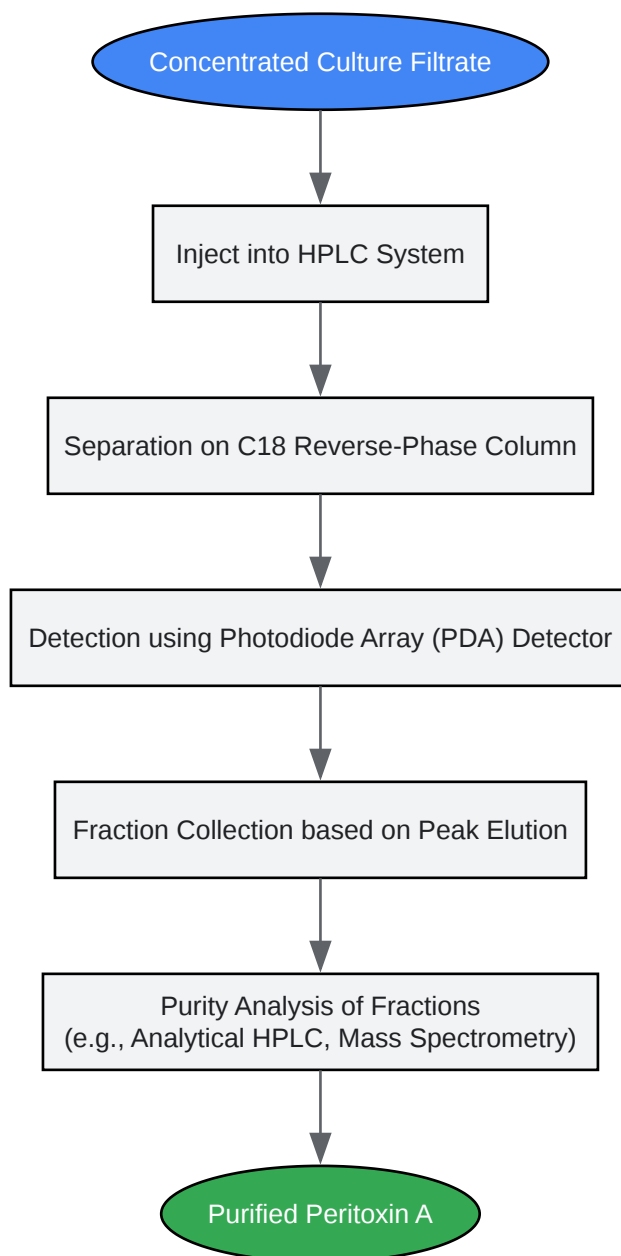 Concentrated Culture Filtrate
Inject into HPLC System
Separation on C18 Reverse-Phase Column
Detection using Photodiode Array (PDA) Detector
Fraction Collection based on Peak Elution
Purity Analysis of Fractions
(e.g., Analytical HPLC, Mass Spectrometry)
Purified Peritoxin A